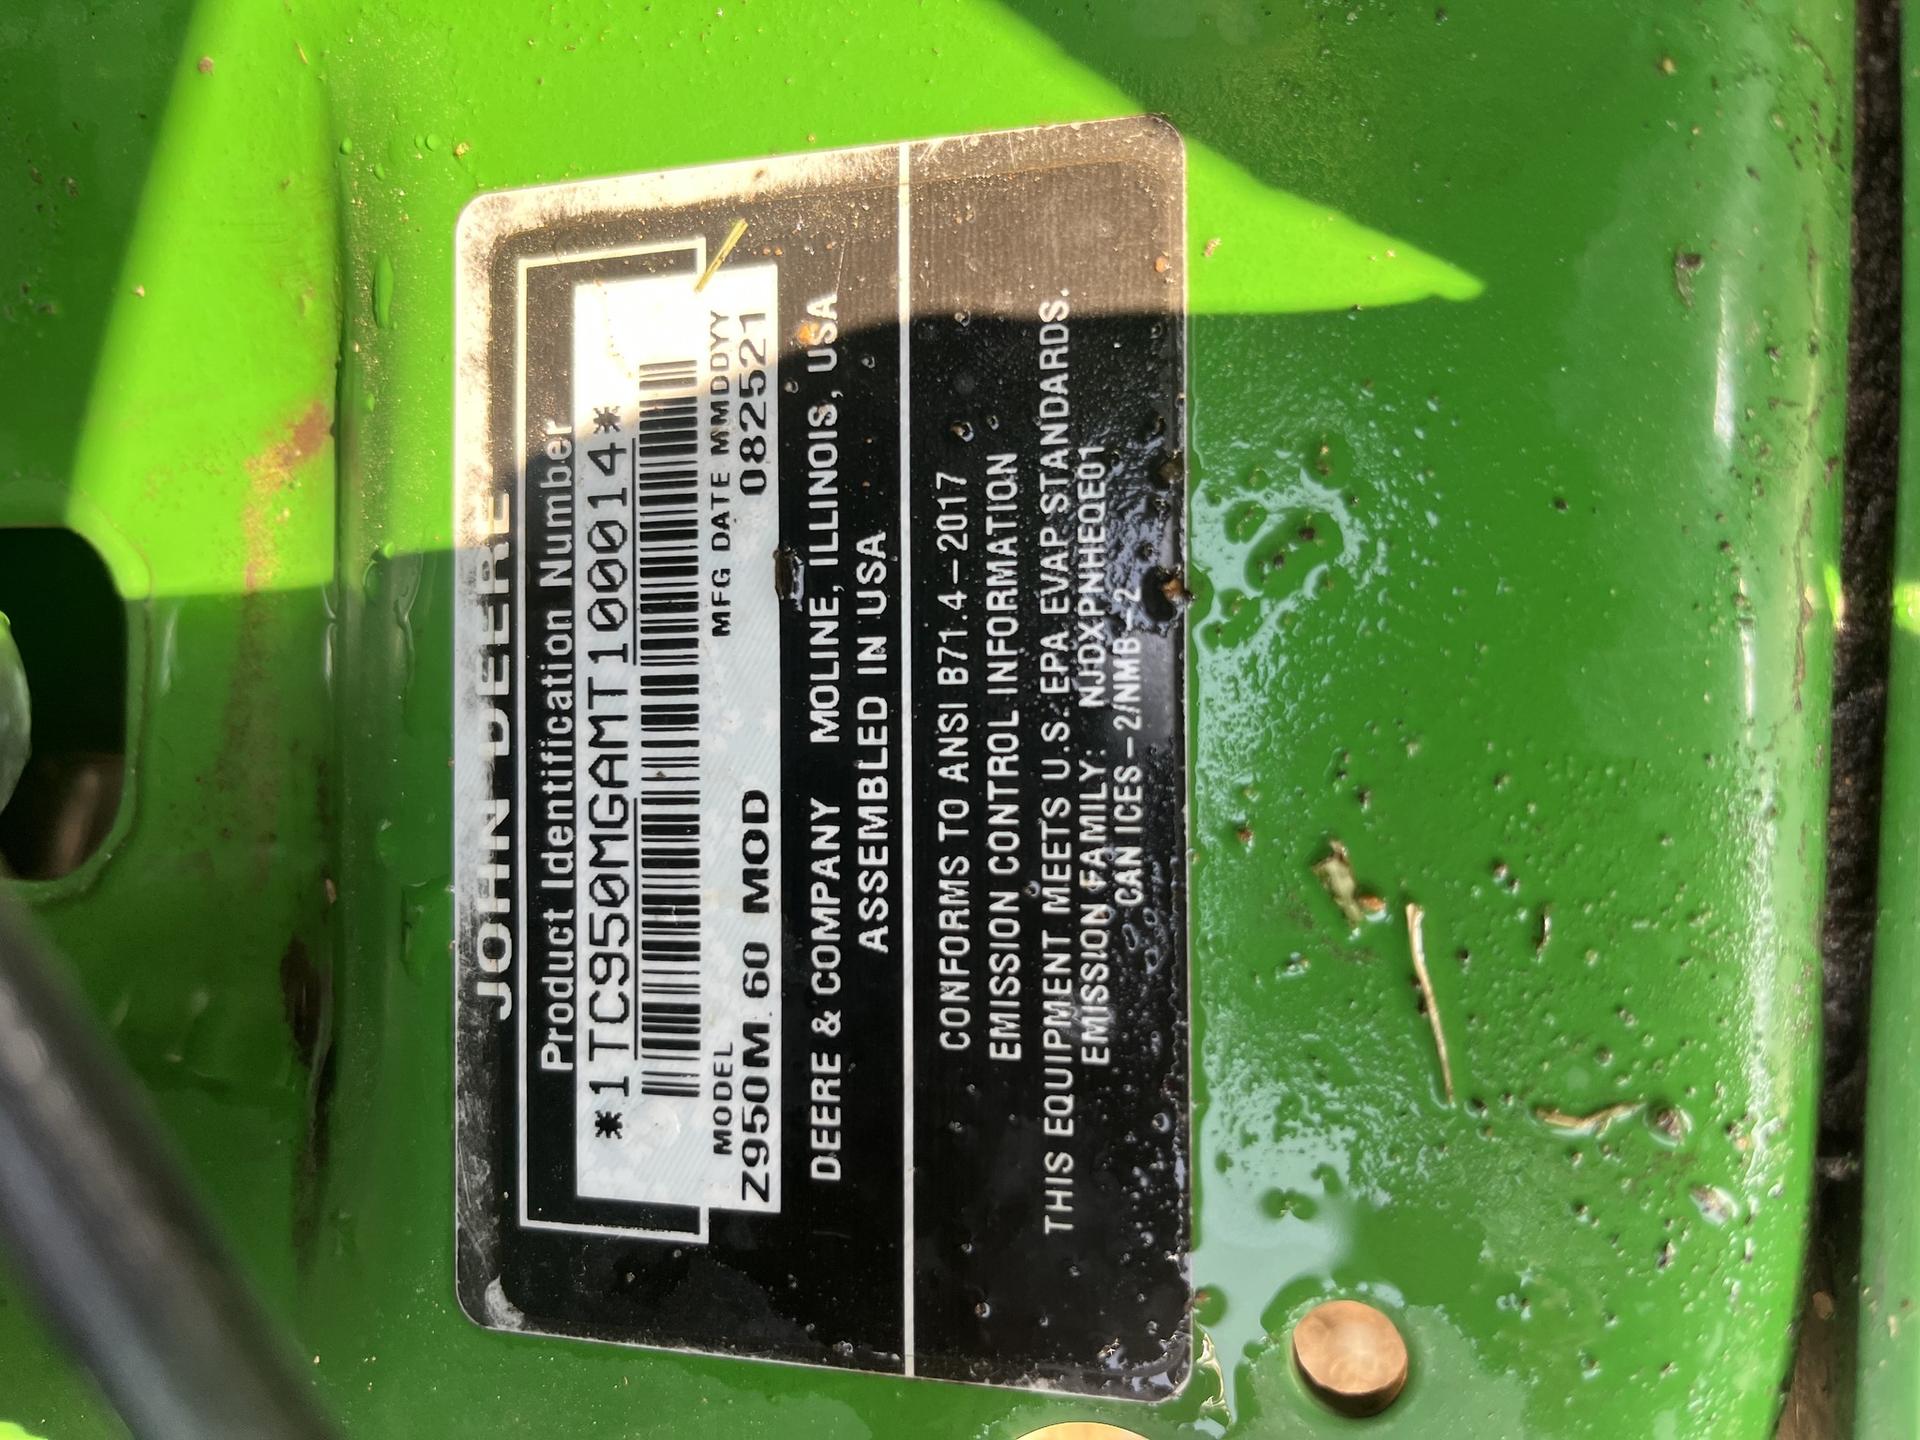 JOHN DEERE
Product Identification Number
*1TC950MGAMT100014*
MODEL MFG DATE MMDDYY
Z950M 60 MOD 082521
DEERE & COMPANY MOLINE, ILLINOIS, USA
ASSEMBLED IN USA
CONFORMS TO ANSI B71.4-2017
EMISSION CONTROL INFORMATION
THIS EQUIPMENT MEETS U.S. EPA EVAP STANDARDS.
EMISSION FAMILY: NJDXPNHEQE01
CAN ICES-2/NMB-2